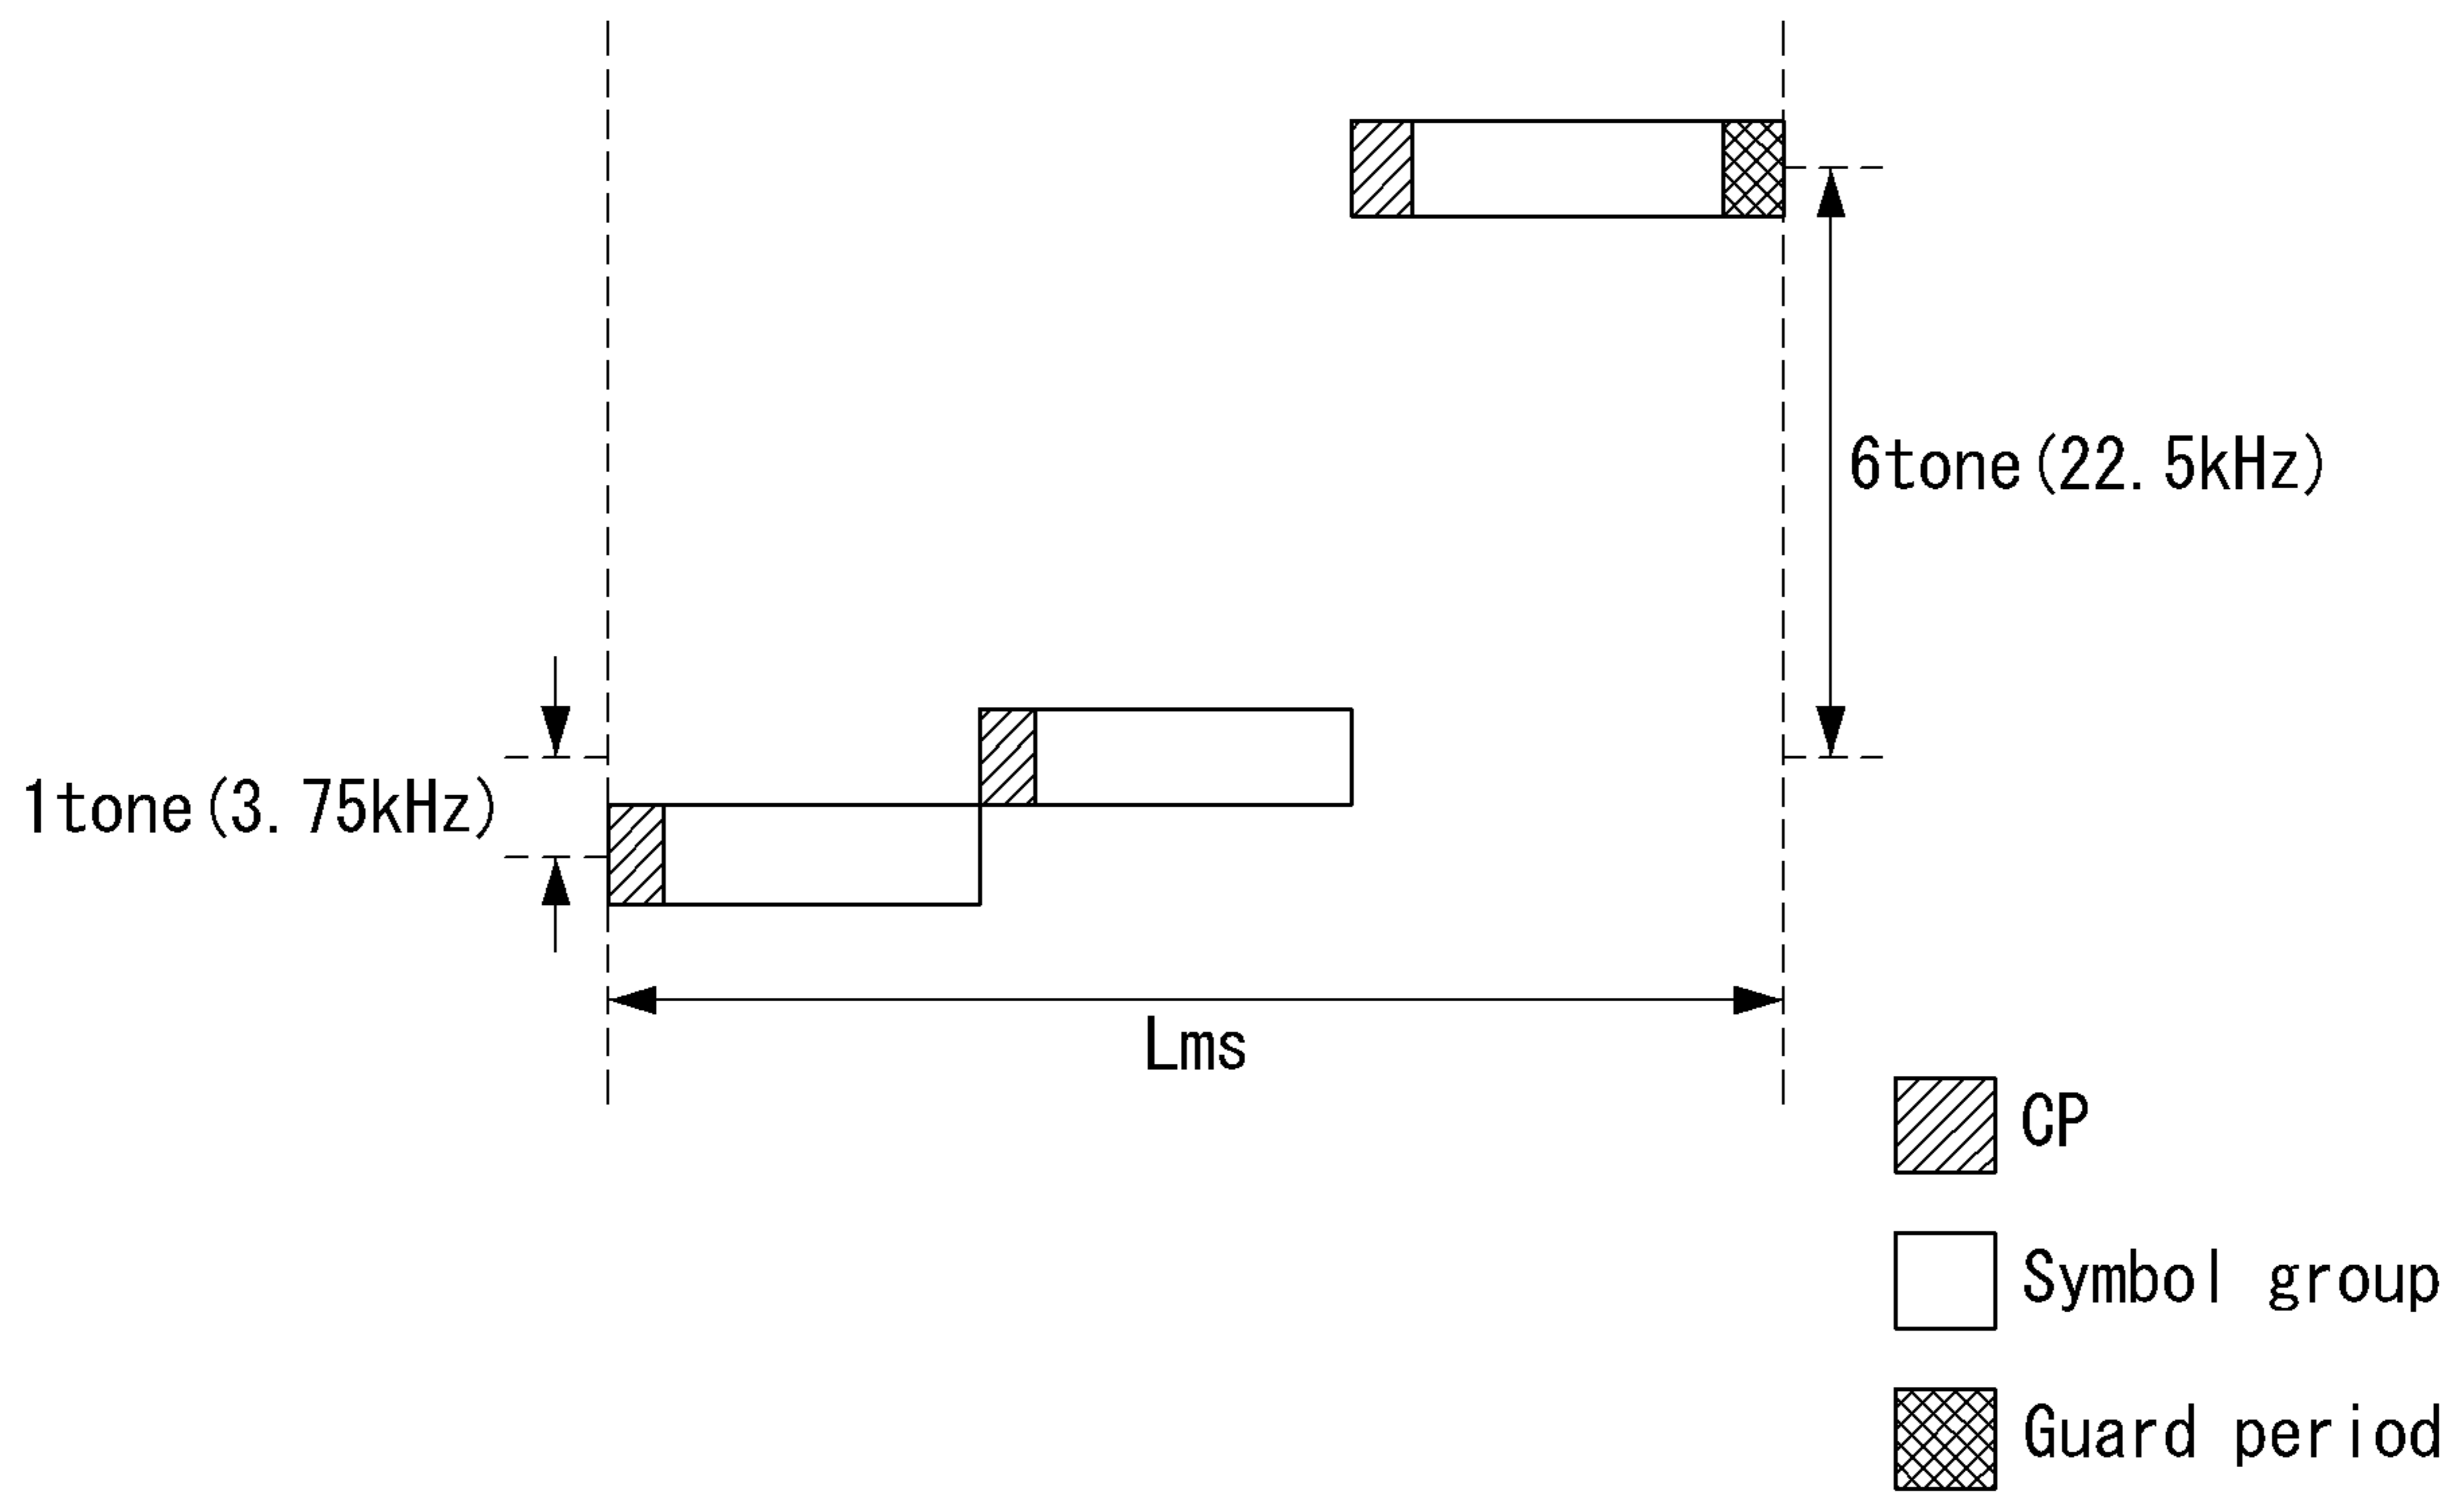 6tone(22.5kHz)
1tone(3.75kHz)
Lms
CP
Symbol group
Guard period